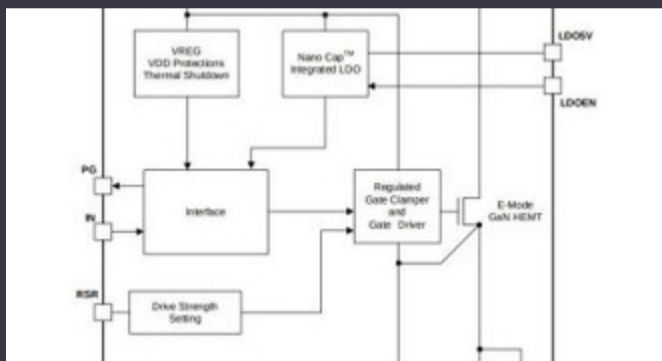 VREG
VDD Protections
Thermal Shutdown
Nano Cap™
Integrated LDO
LDO5V
LDOEN
PG
Interface
Regulated
Gate Clamper
and
Gate Driver
E-Mode
GaN HEMT
IN
RSR
Drive Strength
Setting